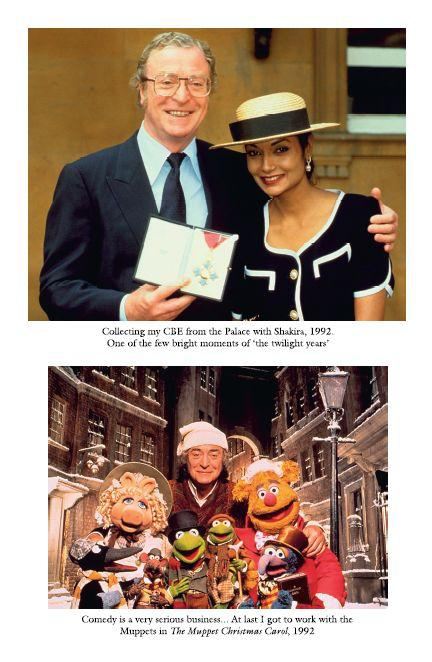 Collecting my CBE from the Palace with Shakira, 1992.
One of the few bright moments of ‘the twilight years’
Comedy is a very serious business... At last I got to work with the
Muppets in The Muppet Christmas Carol, 1992